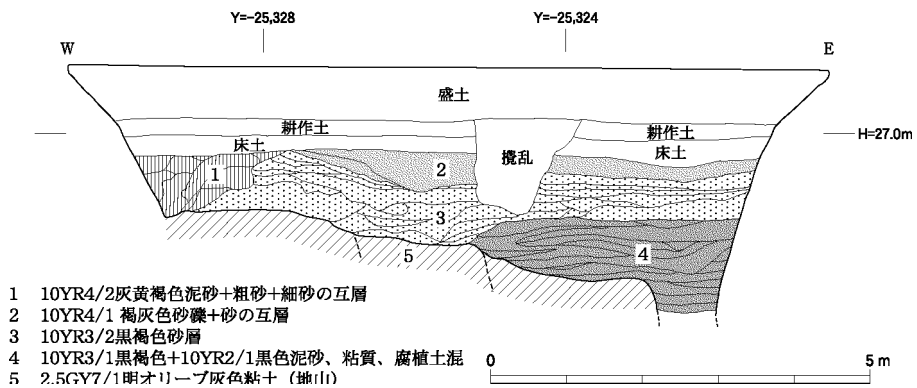 Y=-25,328
Y=-25,324
W
E
盛土
耕作土
耕作土
H=27.0m
床土
攪乱
床土
2
1
3
4
5
1 10YR4/2灰黄褐色泥砂+粗砂+細砂の互層
2 10YR4/1 褐灰色砂礫+砂の互層
3 10YR3/2黒褐色砂層
4 10YR3/1黒褐色+10YR2/1黒色泥砂、粘質、腐植土混
5 2.5GY7/1明オリーブ灰色粘土（地山）
0
5 m